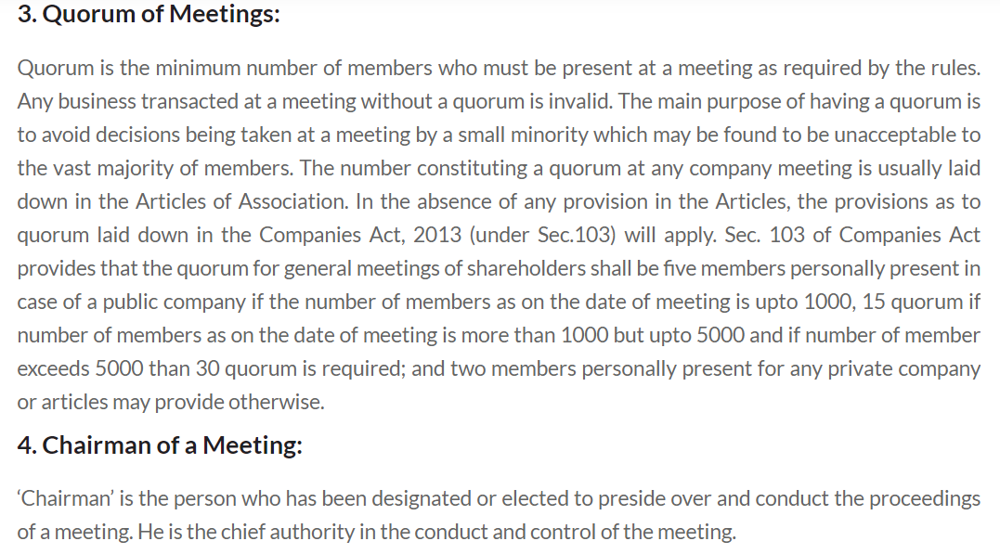 3. Quorum of Meetings:
Quorum is the minimum number of members who must be present at a meeting as required by the rules.
Any business transacted at a meeting without a quorum is invalid. The main purpose of having a quorum is
to avoid decisions being taken at a meeting by a small minority which may be found to be unacceptable to
the vast majority of members. The number constituting a quorum at any company meeting is usually laid
down in the Articles of Association. In the absence of any provision in the Articles, the provisions as to
quorum laid down in the Companies Act, 2013 (under Sec.103) will apply. Sec. 103 of Companies Act
provides that the quorum for general meetings of shareholders shall be five members personally present in
case of a public company if the number of members as on the date of meeting is upto 1000, 15 quorum if
number of members as on the date of meeting is more than 1000 but upto 5000 and if number of member
exceeds 5000 than 30 quorum is required; and two members personally present for any private company
or articles may provide otherwise.
4. Chairman of a Meeting:
‘Chairman’ is the person who has been designated or elected to preside over and conduct the proceedings
of a meeting. He is the chief authority in the conduct and control of the meeting.